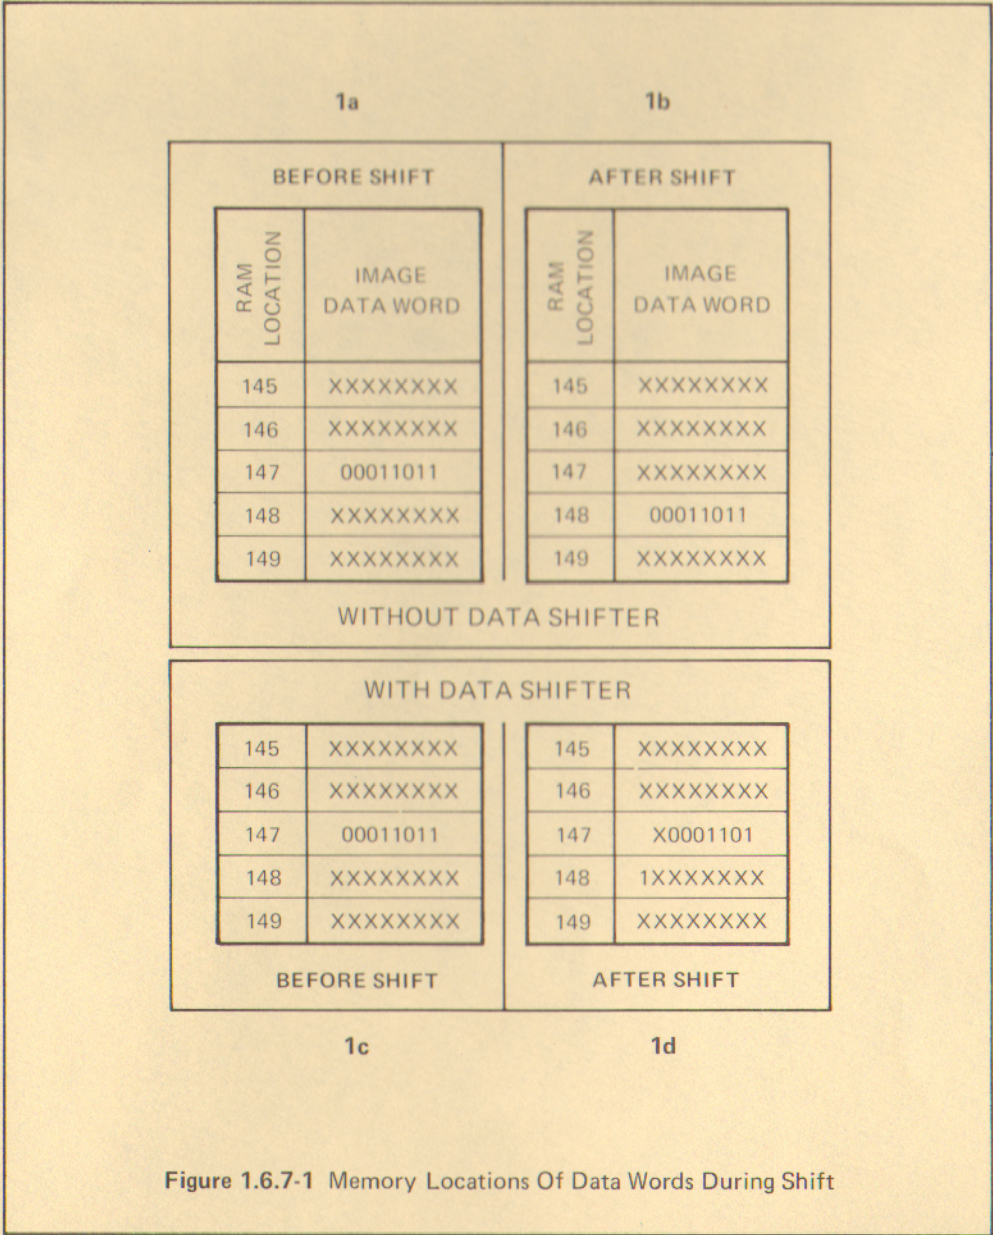 1a 1b
BEFORE SHIFT AFTER SHIFT
RAM LOCATION IMAGE DATA WORD RAM LOCATION IMAGE DATA WORD
145 XXXXXXXX 145 XXXXXXXX
146 XXXXXXXX 146 XXXXXXXX
147 00011011 147 XXXXXXXX
148 XXXXXXXX 148 00011011
149 XXXXXXXX 149 XXXXXXXX
WITHOUT DATA SHIFTER
WITH DATA SHIFTER
145 XXXXXXXX 145 XXXXXXXX
146 XXXXXXXX 146 XXXXXXXX
147 00011011 147 X0001101
148 XXXXXXXX 148 1XXXXXXX
149 XXXXXXXX 149 XXXXXXXX
BEFORE SHIFT AFTER SHIFT
1c 1d
Figure 1.6.7-1 Memory Locations Of Data Words During Shift